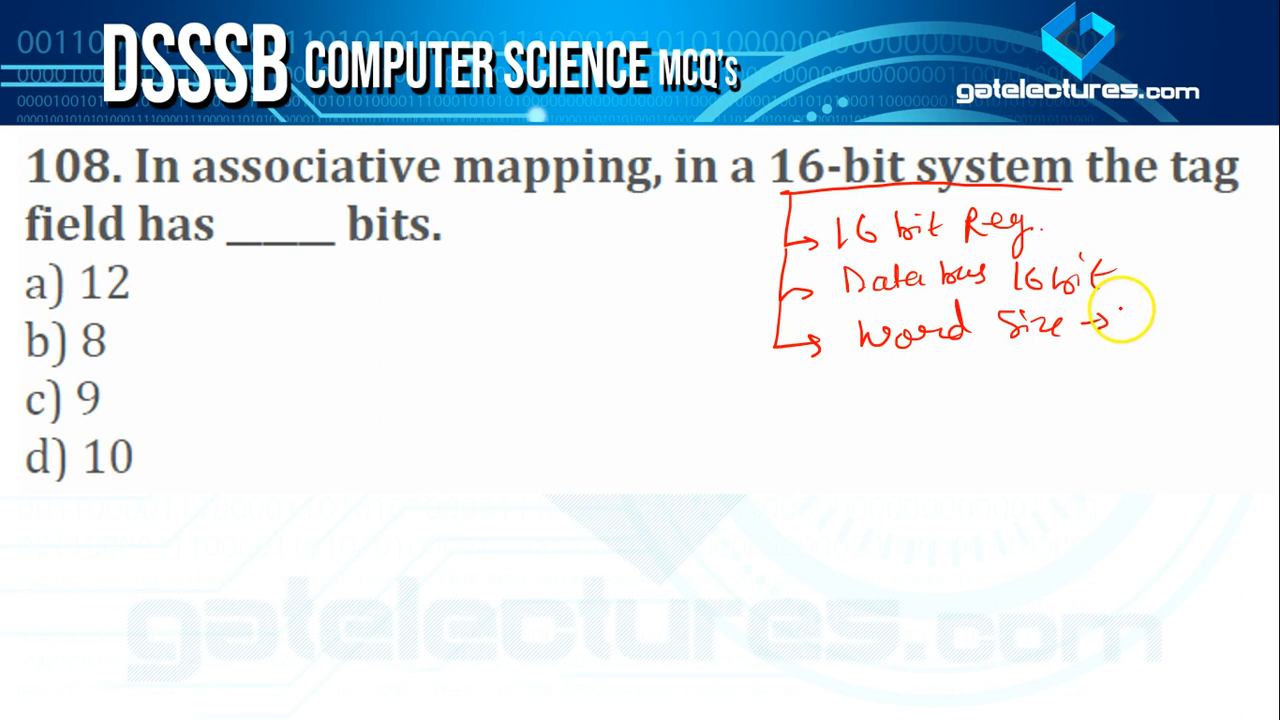 DSSSB COMPUTER SCIENCE MCQ's
gatelectures.com
108. In associative mapping, in a 16-bit system the tag
field has _____ bits.
a) 12
b) 8
c) 9
d) 10
16 bit Reg.
Data bus 16 bit
Word Size →
gatelectures.com